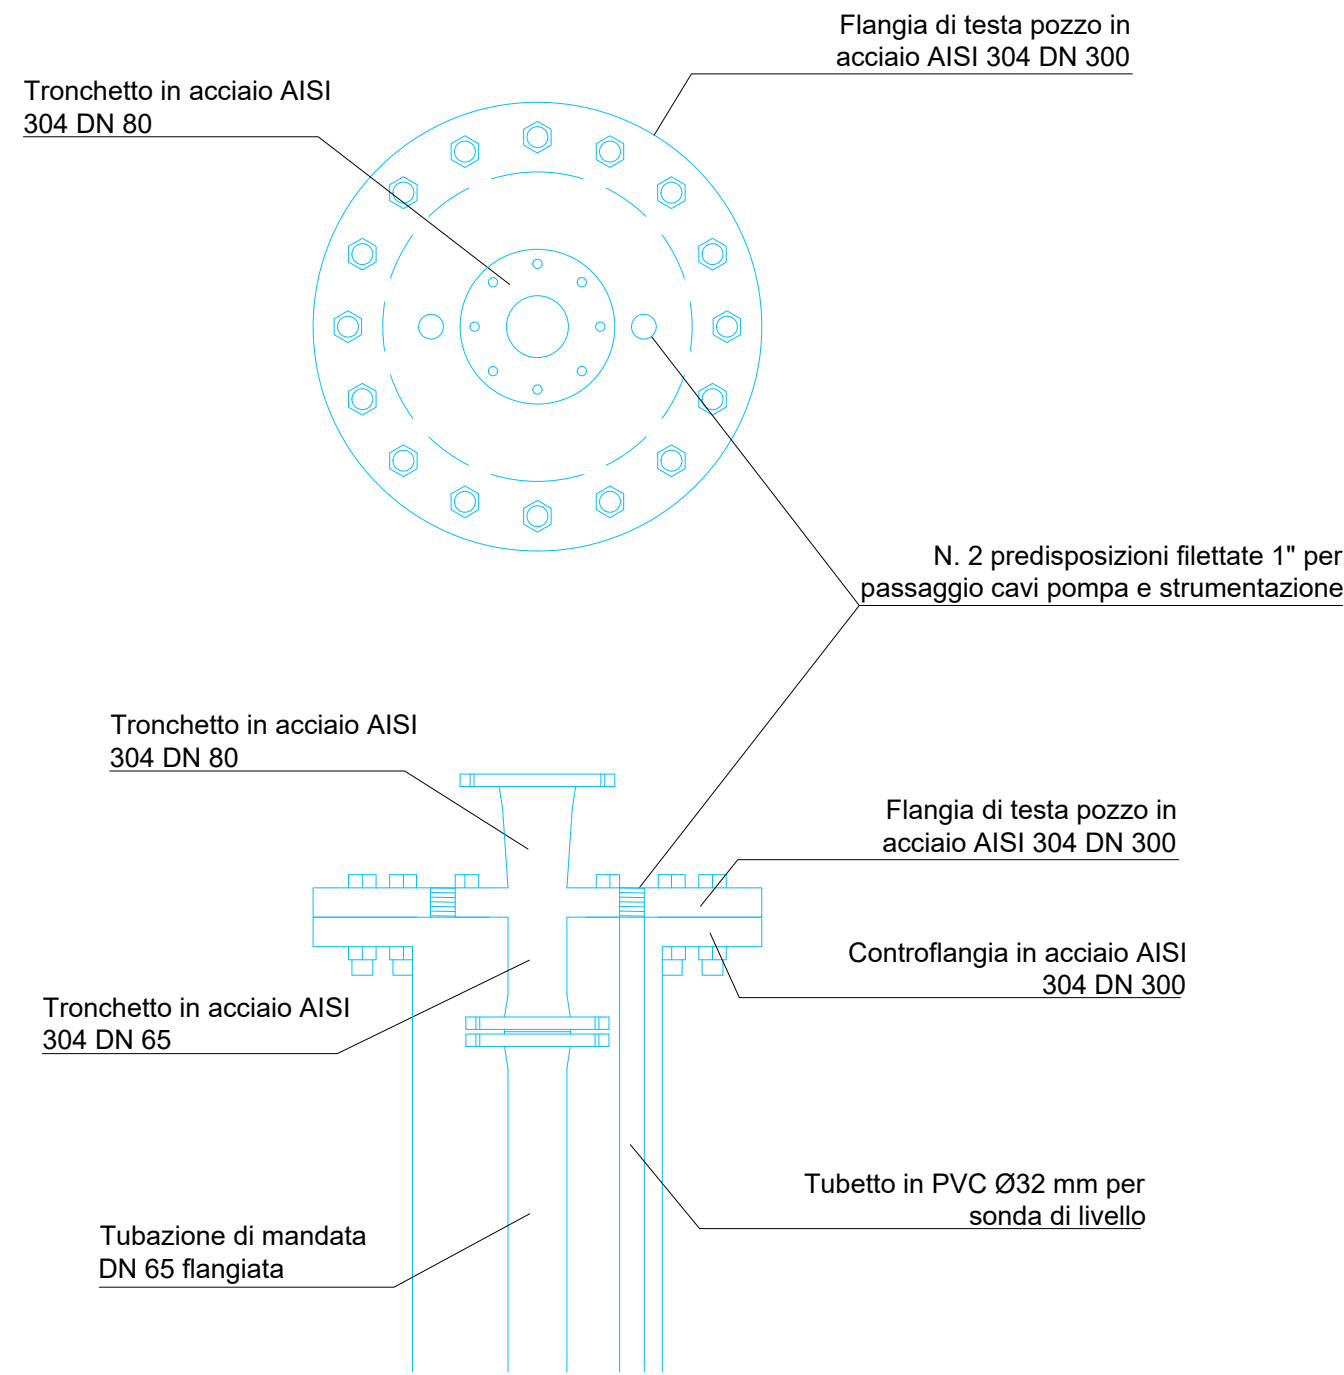 Flangia di testa pozzo in
acciaio AISI 304 DN 300
Tronchetto in acciaio AISI
304 DN 80
N. 2 predisposizioni filettate 1" per
passaggio cavi pompa e strumentazione
Tronchetto in acciaio AISI
304 DN 80
Flangia di testa pozzo in
acciaio AISI 304 DN 300
Controflangia in acciaio AISI
304 DN 300
Tronchetto in acciaio AISI
304 DN 65
Tubetto in PVC Ø32 mm per
sonda di livello
Tubazione di mandata
DN 65 flangiata